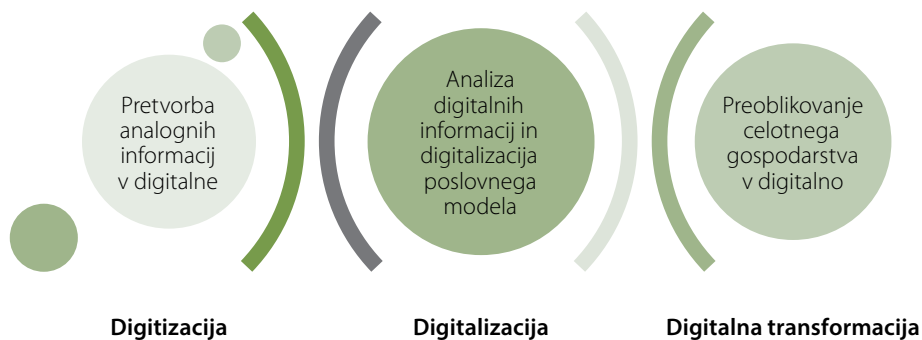 Pretvorba
analognih
informacij
v digitalne
Analiza
digitalnih
informacij in
digitalizacija
poslovnega
modela
Preoblikovanje
celotnega
gospodarstva
v digitalno
Digitizacija
Digitalizacija
Digitalna transformacija